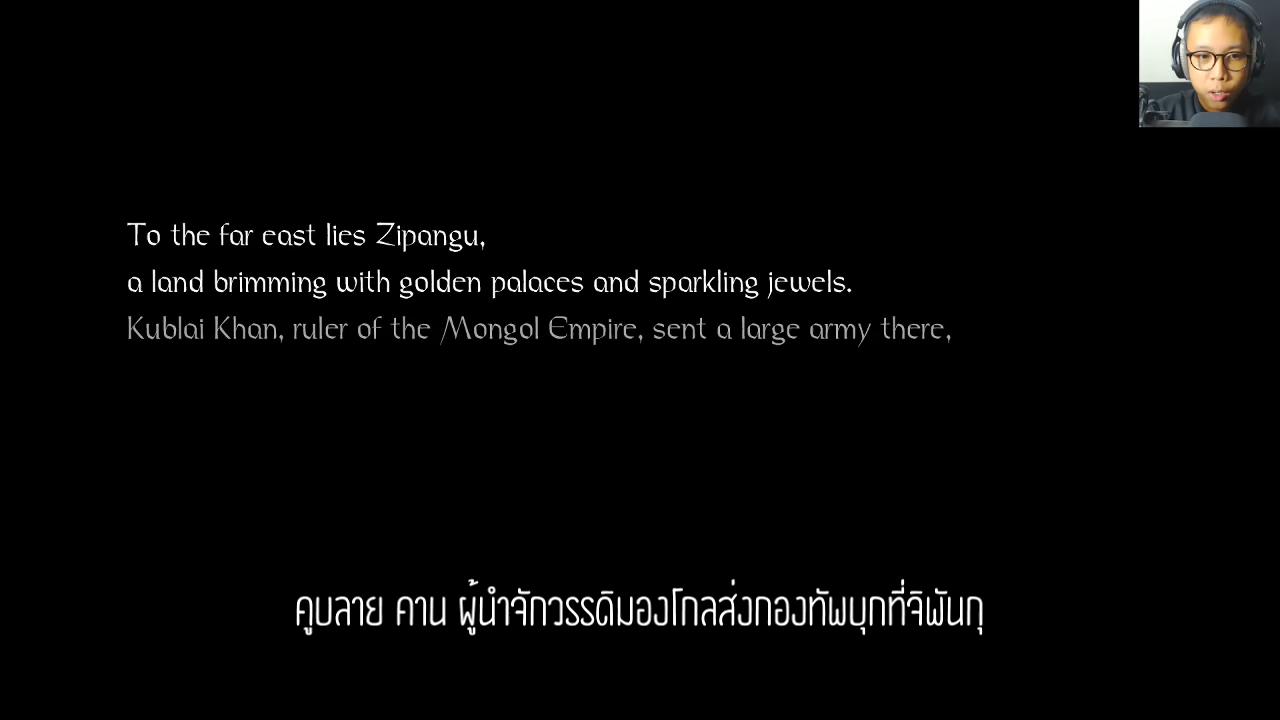 To the far east lies Zipangu,
a land brimming with golden palaces and sparkling jewels.
Kublai Khan, ruler of the Mongol Empire, sent a large army there,
คูบลาย คาน ผู้นำจักวรรดิมองโกลส่งกองทัพบุกที่จิพันกุ